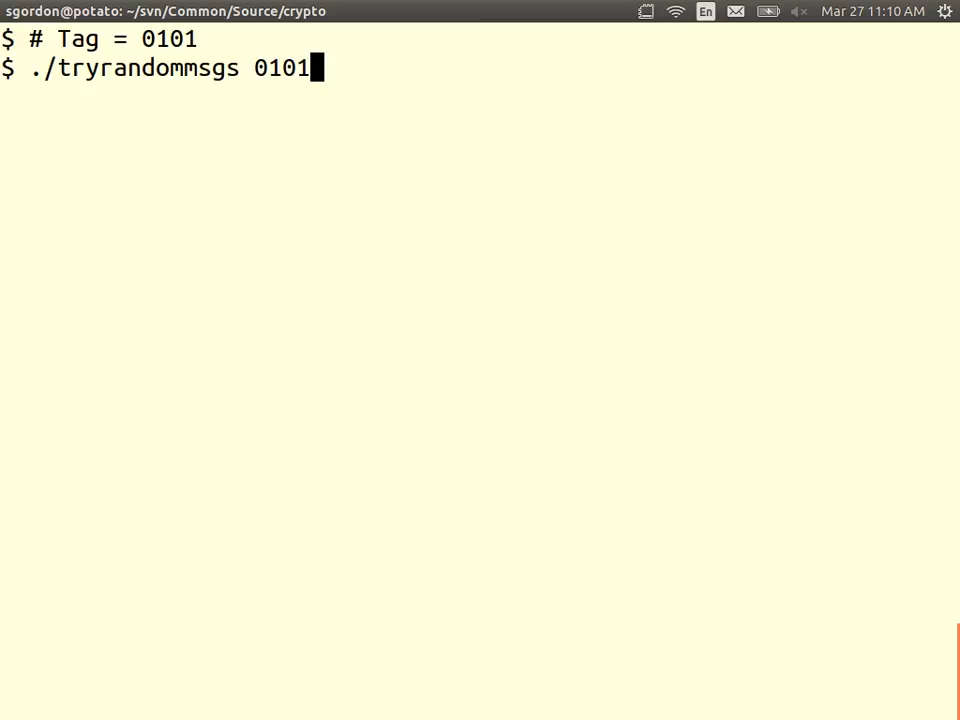 sgordon@potato: ~/svn/Common/Source/crypto
En
Mar 27 11:10 AM
$ # Tag = 0101
$ ./tryrandommsgs 0101